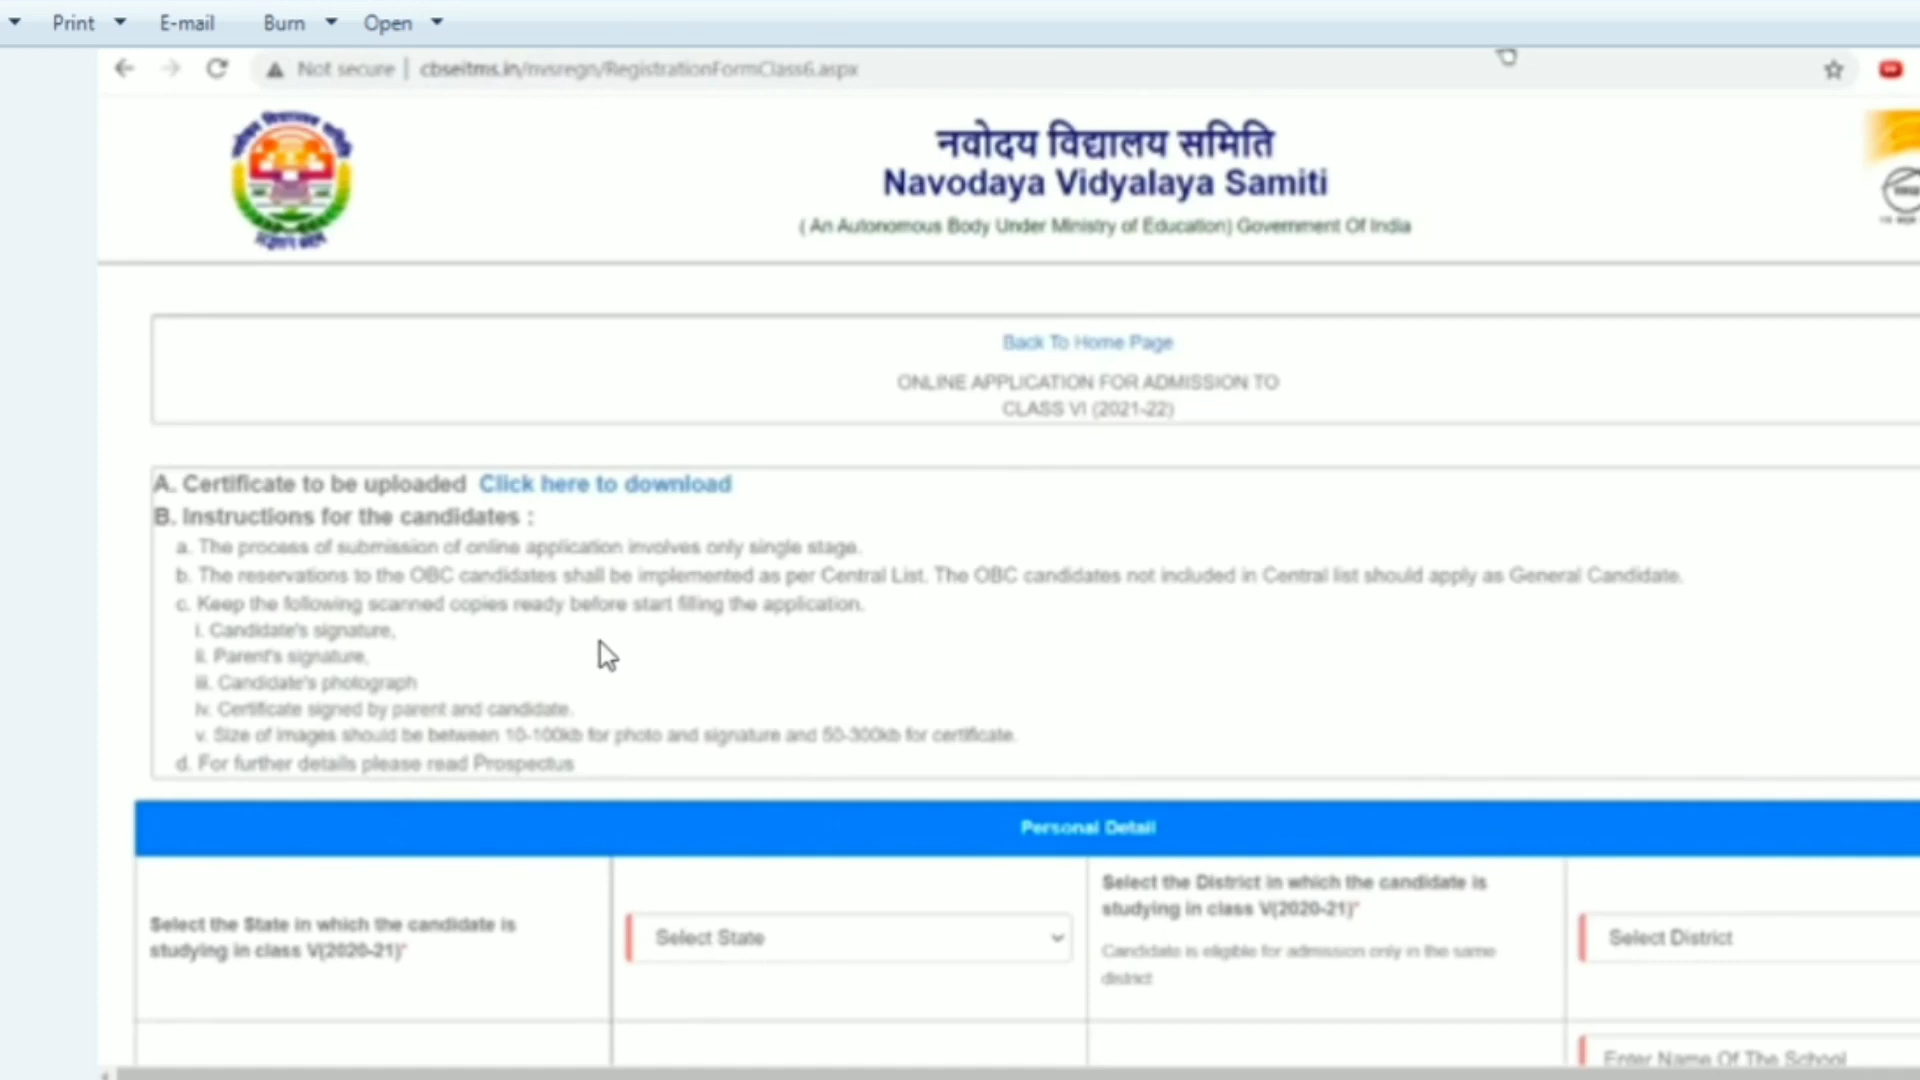 Print
E-mail
Burn
Open
Not secure | cbseitms.in/nvsregn/RegistrationFormClass6.aspx
नवोदय विद्यालय समिति
Navodaya Vidyalaya Samiti
( An Autonomous Body Under Ministry of Education) Government Of India
Back To Home Page
ONLINE APPLICATION FOR ADMISSION TO
CLASS VI (2021-22)
A. Certificate to be uploaded Click here to download
B. Instructions for the candidates :
a. The process of submission of online application involves only single stage.
b. The reservations to the OBC candidates shall be implemented as per Central List. The OBC candidates not included in Central list should apply as General Candidate.
c. Keep the following scanned copies ready before start filling the application.
i. Candidate's signature,
ii. Parent's signature,
iii. Candidate's photograph
iv. Certificate signed by parent and candidate.
v. Size of images should be between 10-100kb for photo and signature and 50-300kb for certificate.
d. For further details please read Prospectus
Personal Detail
Select the State in which the candidate is
studying in class V(2020-21)*
Select State
Select the District in which the candidate is
studying in class V(2020-21)*
Candidate is eligible for admission only in the same
district
Select District
Enter Name Of The School